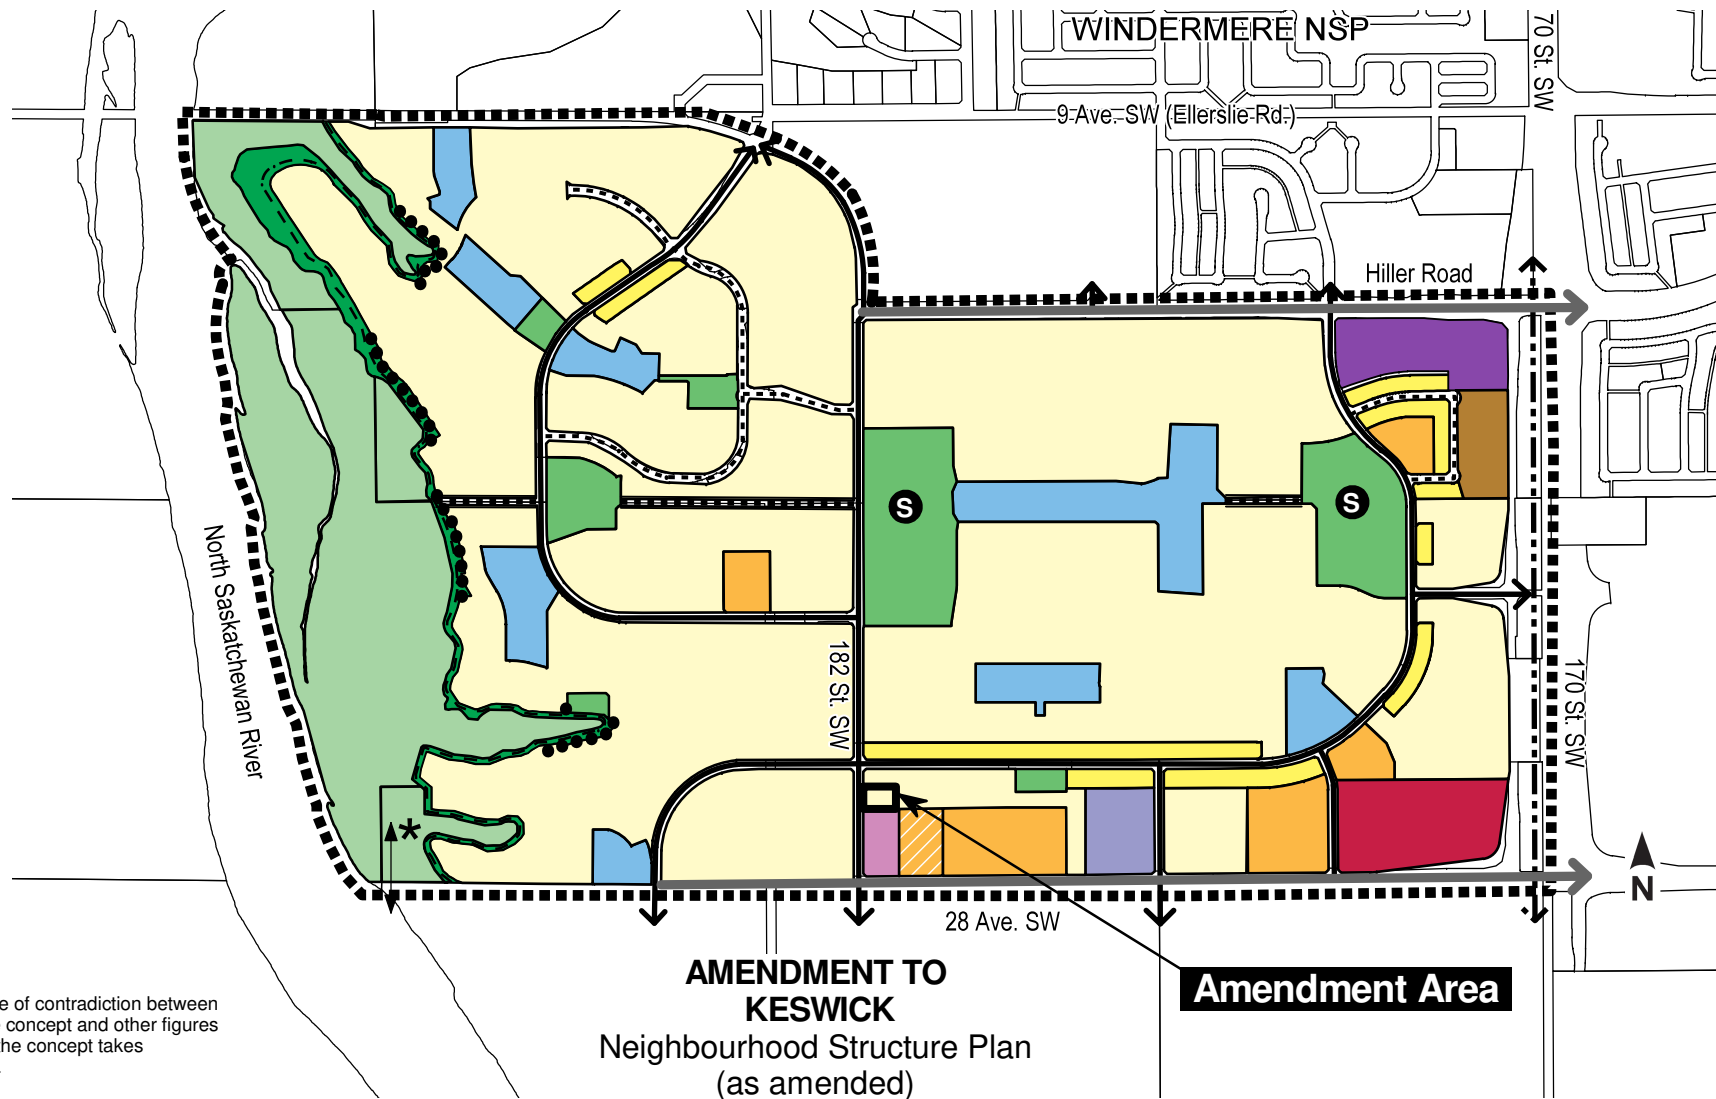 WINDERMERE NSP
70 St. SW
9 Ave. SW (Ellerslie Rd.)
Hiller Road
S
S
North Saskatchewan River
182 St. SW
170 St. SW
*
N
28 Ave. SW
AMENDMENT TO
KESWICK
Neighbourhood Structure Plan
(as amended)
Amendment Area
e of contradiction between
concept and other figures
the concept takes